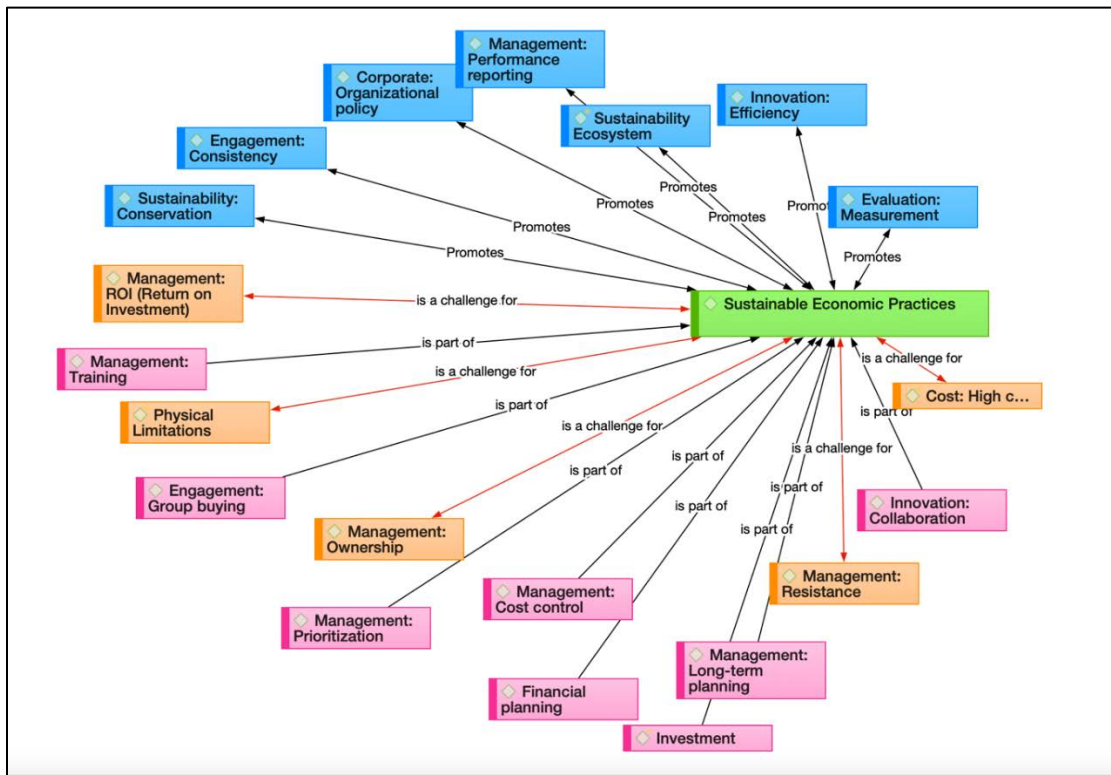 Management:
Performance
reporting
Corporate:
Organizational
policy
Innovation:
Efficiency
Sustainability
Ecosystem
Engagement:
Consistency
Sustainability:
Conservation
Evaluation:
Measurement
Promotes
Promotes
Promotes
Promotes
Promotes
Promotes
Promotes
Management:
ROI (Return on
Investment)
is a challenge for
Sustainable Economic Practices
is part of
Management:
Training
is a challenge for
is a challenge for
Physical
Limitations
Cost: High c...
is part of
is part of
is a challenge for
is a challenge for
is part of
is part of
Engagement:
Group buying
is part of
Innovation:
Collaboration
is part of
is part of
Management:
Ownership
Management:
Resistance
Management:
Cost control
Management:
Prioritization
Management:
Long-term
planning
Financial
planning
Investment